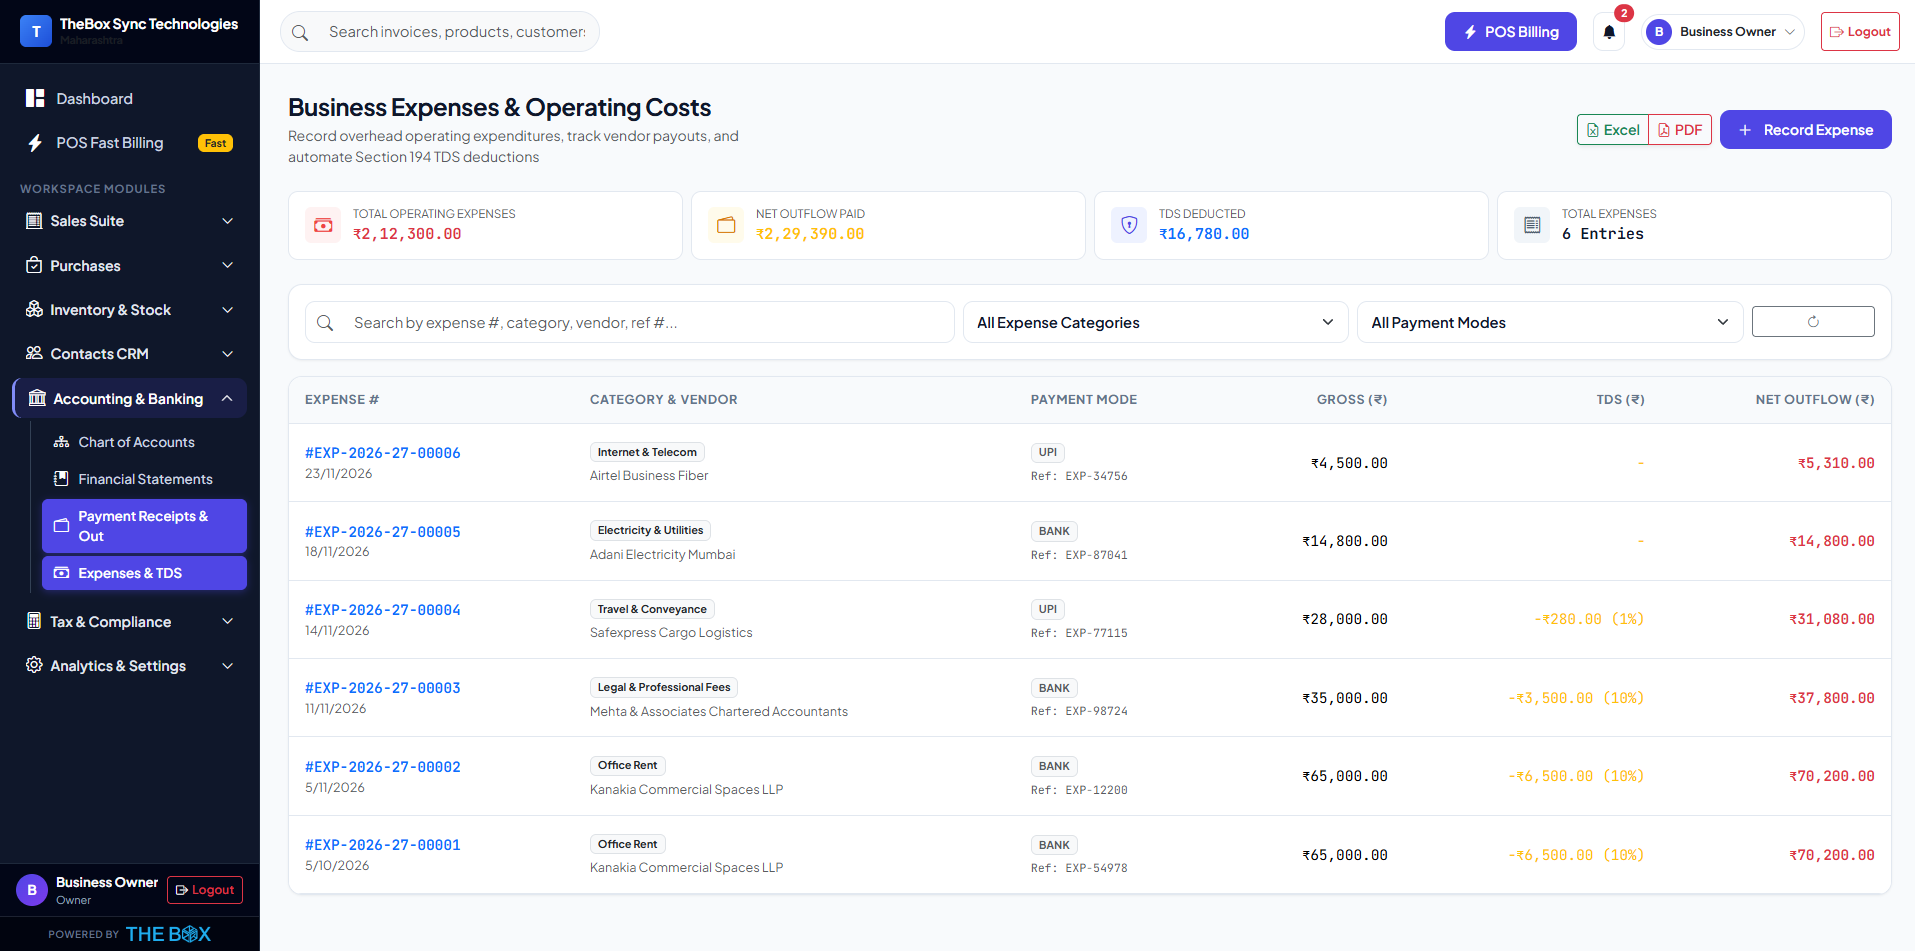 T
TheBox Sync Technologies
Maharashtra
Search invoices, products, customers
POS Billing
2
B
Business Owner
Logout
Dashboard
POS Fast Billing
Fast
WORKSPACE MODULES
Sales Suite
Purchases
Inventory & Stock
Contacts CRM
Accounting & Banking
Chart of Accounts
Financial Statements
Payment Receipts &
Out
Expenses & TDS
Tax & Compliance
Analytics & Settings
B
Business Owner
Owner
Logout
POWERED BY THE BOX
Business Expenses & Operating Costs
Record overhead operating expenditures, track vendor payouts, and
automate Section 194 TDS deductions
Excel
PDF
+ Record Expense
TOTAL OPERATING EXPENSES
₹2,12,300.00
NET OUTFLOW PAID
₹2,29,390.00
TDS DEDUCTED
₹16,780.00
TOTAL EXPENSES
6 Entries
Search by expense #, category, vendor, ref #...
All Expense Categories
All Payment Modes
EXPENSE # CATEGORY & VENDOR PAYMENT MODE GROSS (₹) TDS (₹) NET OUTFLOW (₹)
#EXP-2026-27-00006 Internet & Telecom UPI ₹4,500.00 - ₹5,310.00
23/11/2026 Airtel Business Fiber Ref: EXP-34756
#EXP-2026-27-00005 Electricity & Utilities BANK ₹14,800.00 - ₹14,800.00
18/11/2026 Adani Electricity Mumbai Ref: EXP-87041
#EXP-2026-27-00004 Travel & Conveyance UPI ₹28,000.00 -₹280.00 (1%) ₹31,080.00
14/11/2026 Safexpress Cargo Logistics Ref: EXP-77115
#EXP-2026-27-00003 Legal & Professional Fees BANK ₹35,000.00 -₹3,500.00 (10%) ₹37,800.00
11/11/2026 Mehta & Associates Chartered Accountants Ref: EXP-98724
#EXP-2026-27-00002 Office Rent BANK ₹65,000.00 -₹6,500.00 (10%) ₹70,200.00
5/11/2026 Kanakia Commercial Spaces LLP Ref: EXP-12200
#EXP-2026-27-00001 Office Rent BANK ₹65,000.00 -₹6,500.00 (10%) ₹70,200.00
5/10/2026 Kanakia Commercial Spaces LLP Ref: EXP-54978